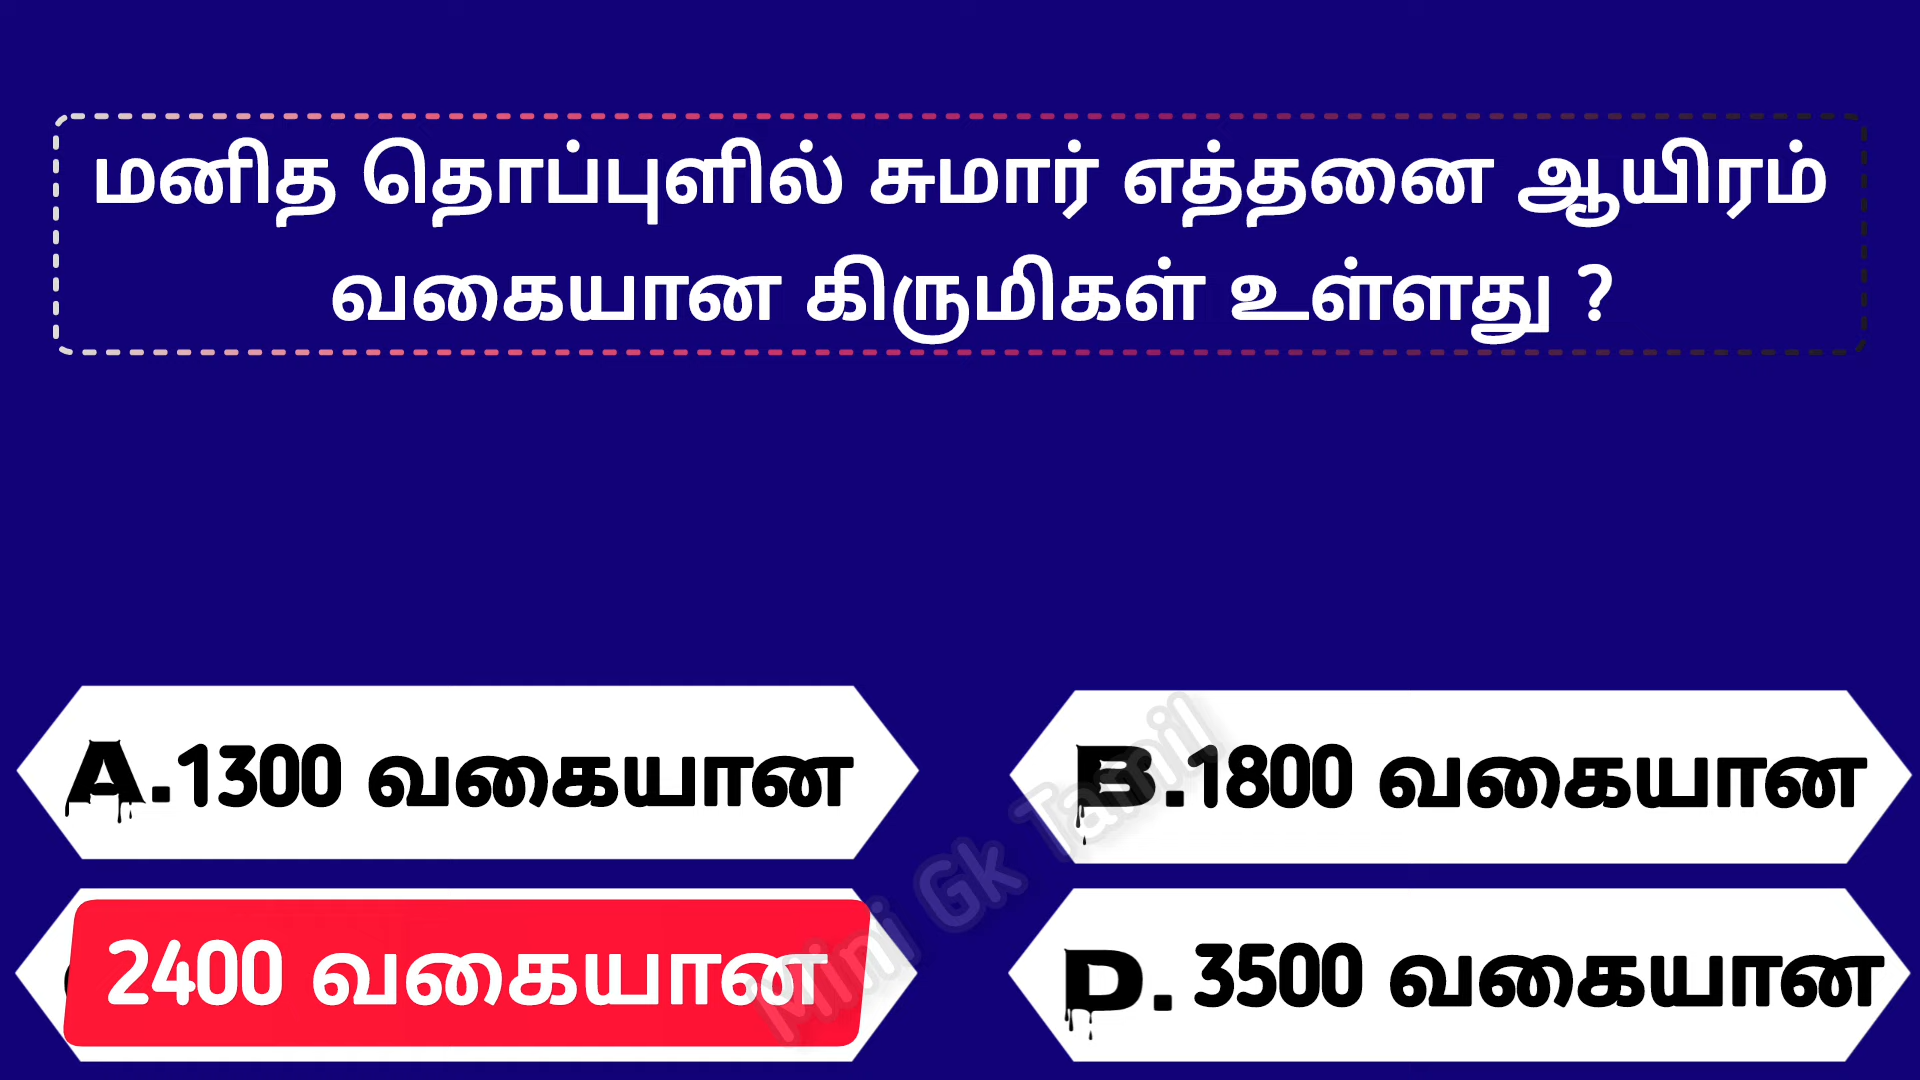 மனித தொப்புளில் சுமார் எத்தனை ஆயிரம்
வகையான கிருமிகள் உள்ளது ?
A.1300 வகையான
B.1800 வகையான
2400 வகையான
D. 3500 வகையான
Mini Gk Tamil